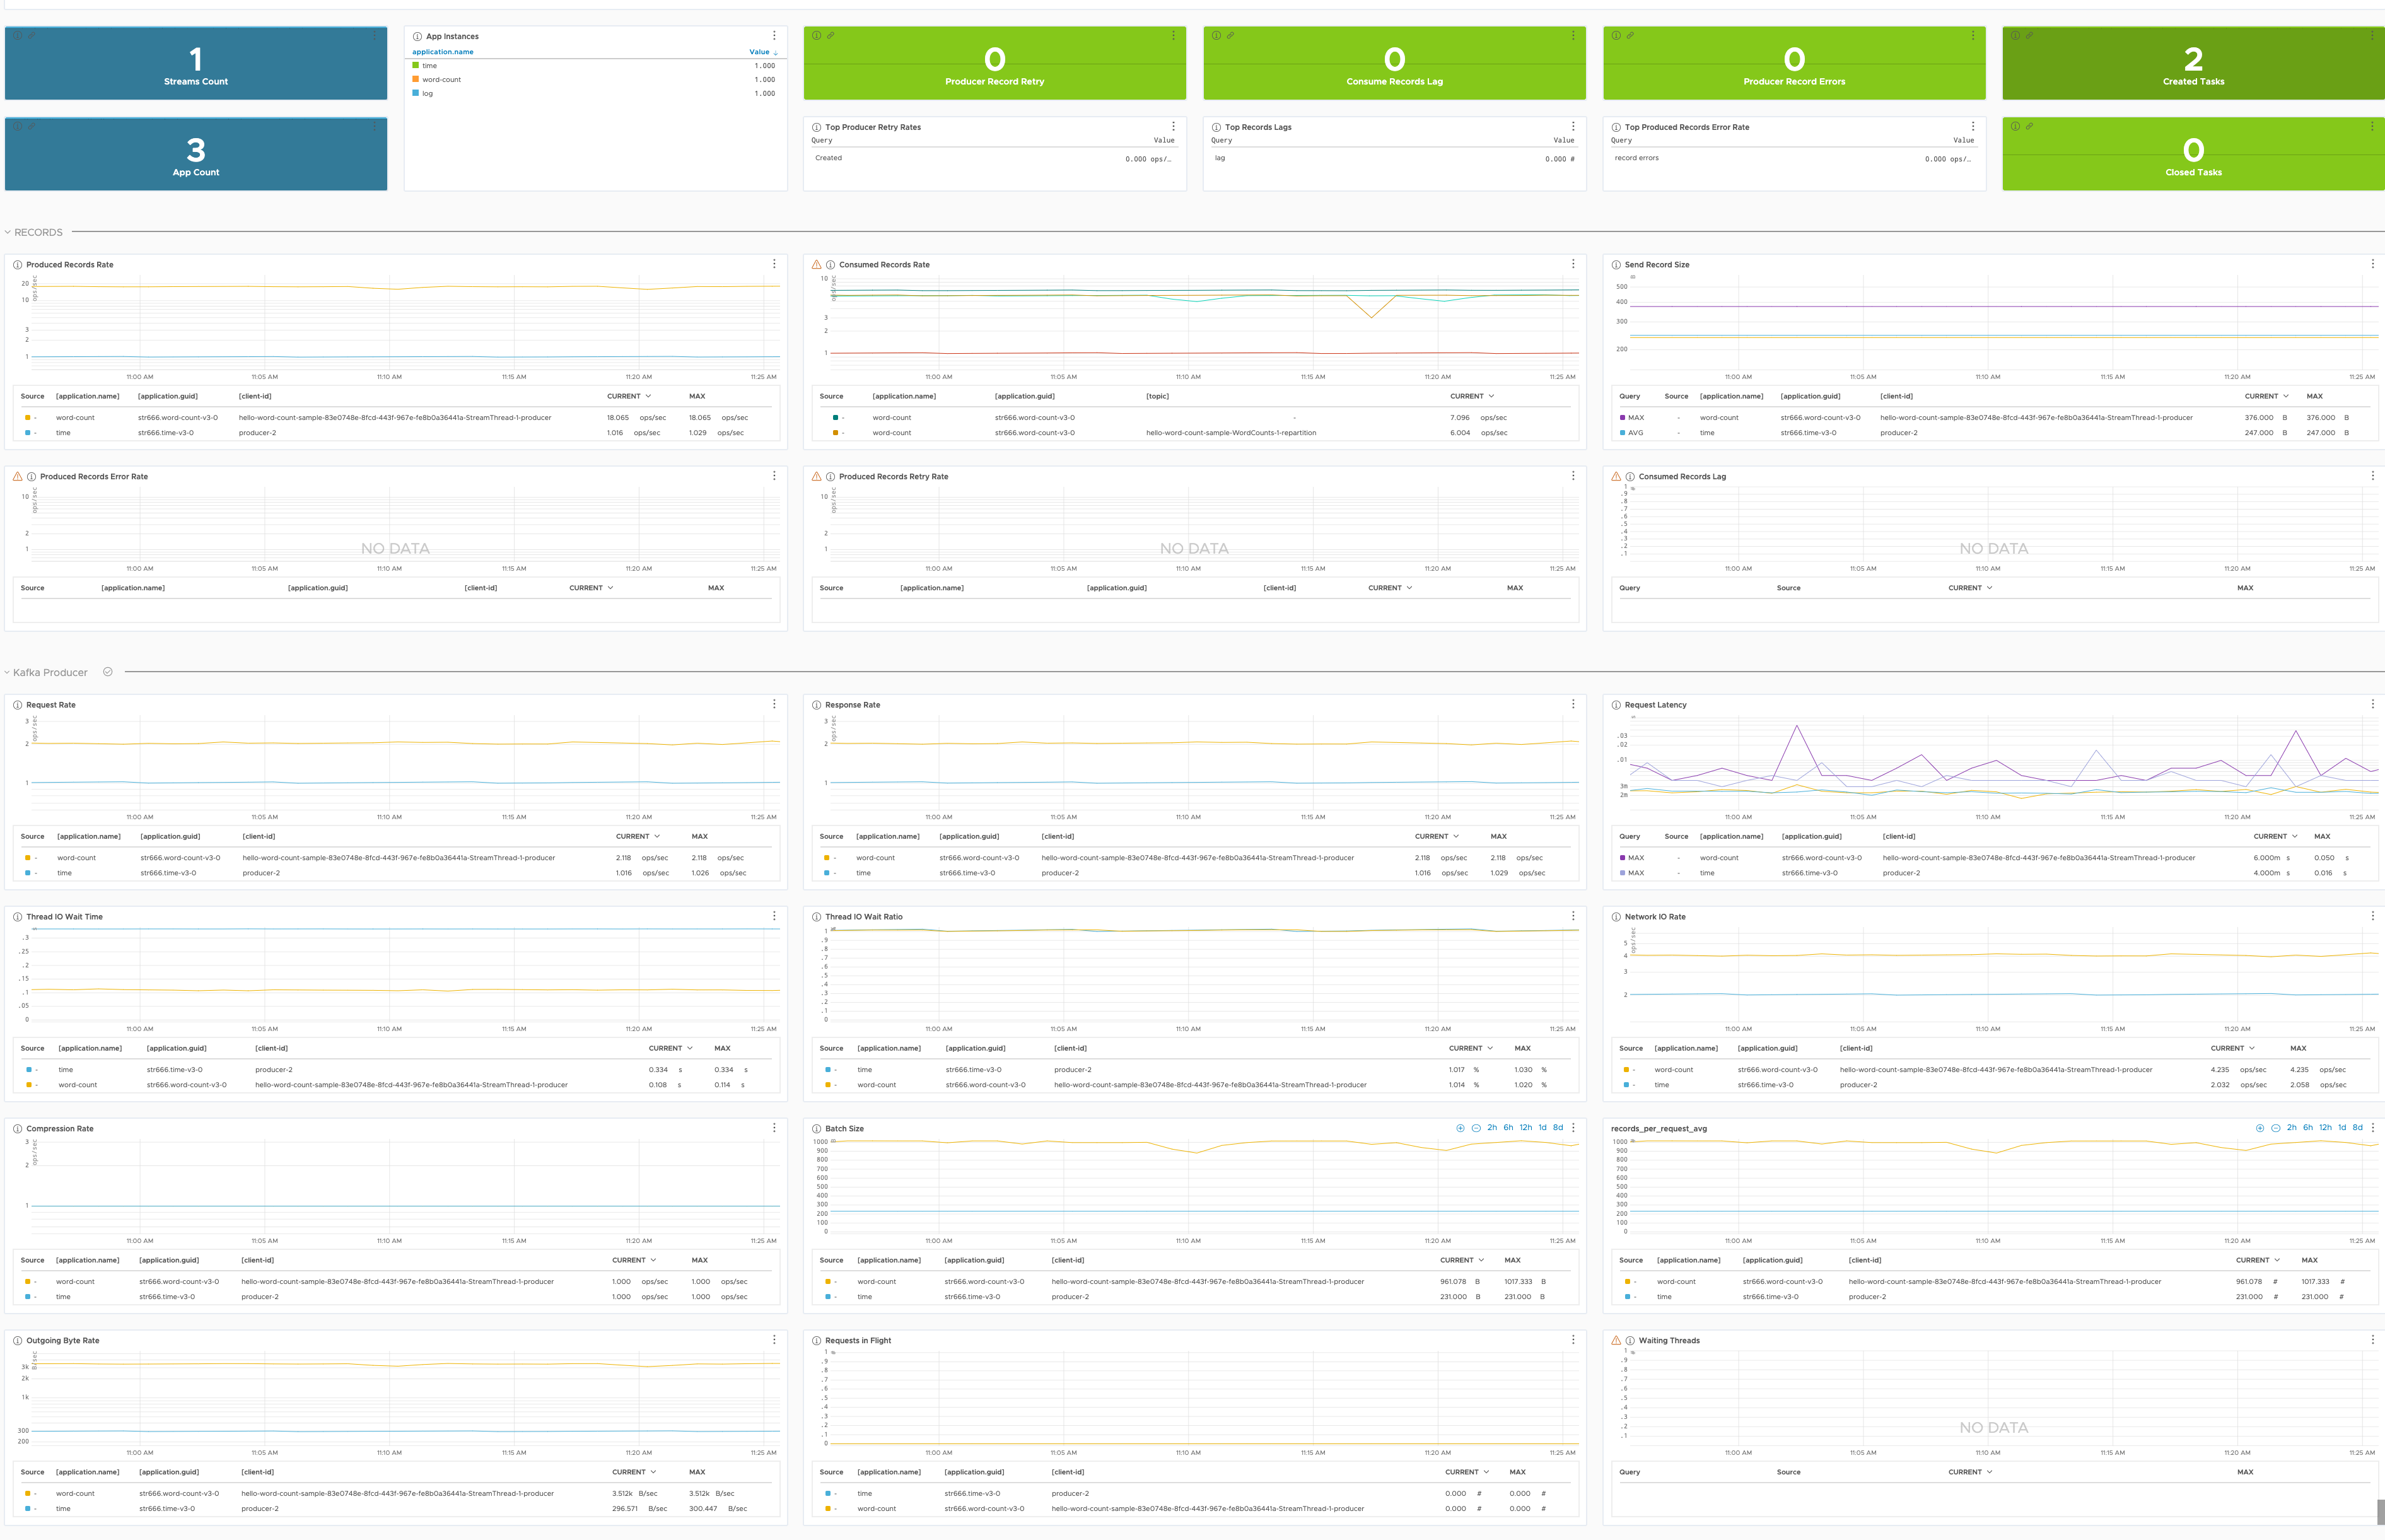 1
Streams Count
App Instances
application.name Value ↓
time 1.000
word-count 1.000
log 1.000
0
Producer Record Retry
0
Consume Records Lag
0
Producer Record Errors
2
Created Tasks
3
App Count
Top Producer Retry Rates
Query Value
Created 0.000 ops/…
Top Records Lags
Query Value
lag 0.000 #
Top Produced Records Error Rate
Query Value
record errors 0.000 ops/…
0
Closed Tasks
RECORDS
Produced Records Rate
ops/sec
20
10
3
2
1
11:00 AM 11:05 AM 11:10 AM 11:15 AM 11:20 AM 11:25 AM
Source [application.name] [application.guid] [client-id] CURRENT MAX
- word-count str666.word-count-v3-0 hello-word-count-sample-83e0748e-8fcd-443f-967e-fe8b0a36441a-StreamThread-1-producer 18.065 ops/sec 18.065 ops/sec
- time str666.time-v3-0 producer-2 1.016 ops/sec 1.029 ops/sec
Consumed Records Rate
ops/sec
10
3
2
1
11:00 AM 11:05 AM 11:10 AM 11:15 AM 11:20 AM 11:25 AM
Source [application.name] [application.guid] [topic] CURRENT
- word-count str666.word-count-v3-0 - 7.096 ops/sec
- word-count str666.word-count-v3-0 hello-word-count-sample-WordCounts-1-repartition 6.004 ops/sec
Send Record Size
B
500
400
300
200
11:00 AM 11:05 AM 11:10 AM 11:15 AM 11:20 AM 11:25 AM
Query Source [application.name] [application.guid] [client-id] CURRENT MAX
MAX - word-count str666.word-count-v3-0 hello-word-count-sample-83e0748e-8fcd-443f-967e-fe8b0a36441a-StreamThread-1-producer 376.000 B 376.000 B
AVG - time str666.time-v3-0 producer-2 247.000 B 247.000 B
Produced Records Error Rate
ops/sec
10
2
1
NO DATA
11:00 AM 11:05 AM 11:10 AM 11:15 AM 11:20 AM 11:25 AM
Source [application.name] [application.guid] [client-id] CURRENT MAX
Produced Records Retry Rate
ops/sec
10
2
1
NO DATA
11:00 AM 11:05 AM 11:10 AM 11:15 AM 11:20 AM 11:25 AM
Source [application.name] [application.guid] [client-id] CURRENT MAX
Consumed Records Lag
#
1
.9
.8
.7
.6
.5
.4
.3
.2
.1
NO DATA
11:00 AM 11:05 AM 11:10 AM 11:15 AM 11:20 AM 11:25 AM
Query Source CURRENT MAX
Kafka Producer
Request Rate
ops/sec
3
2
1
11:00 AM 11:05 AM 11:10 AM 11:15 AM 11:20 AM 11:25 AM
Source [application.name] [application.guid] [client-id] CURRENT MAX
- word-count str666.word-count-v3-0 hello-word-count-sample-83e0748e-8fcd-443f-967e-fe8b0a36441a-StreamThread-1-producer 2.118 ops/sec 2.118 ops/sec
- time str666.time-v3-0 producer-2 1.016 ops/sec 1.026 ops/sec
Response Rate
ops/sec
3
2
1
11:00 AM 11:05 AM 11:10 AM 11:15 AM 11:20 AM 11:25 AM
Source [application.name] [application.guid] [client-id] CURRENT MAX
- word-count str666.word-count-v3-0 hello-word-count-sample-83e0748e-8fcd-443f-967e-fe8b0a36441a-StreamThread-1-producer 2.118 ops/sec 2.118 ops/sec
- time str666.time-v3-0 producer-2 1.016 ops/sec 1.029 ops/sec
Request Latency
s
.03
.02
.01
3m
2m
11:00 AM 11:05 AM 11:10 AM 11:15 AM 11:20 AM 11:25 AM
Query Source [application.name] [application.guid] [client-id] CURRENT MAX
MAX - word-count str666.word-count-v3-0 hello-word-count-sample-83e0748e-8fcd-443f-967e-fe8b0a36441a-StreamThread-1-producer 6.000m s 0.050 s
MAX - time str666.time-v3-0 producer-2 4.000m s 0.016 s
Thread IO Wait Time
.3
.25
.2
.15
.1
.05
0
11:00 AM 11:05 AM 11:10 AM 11:15 AM 11:20 AM 11:25 AM
Source [application.name] [application.guid] [client-id] CURRENT MAX
- time str666.time-v3-0 producer-2 0.334 s 0.334 s
- word-count str666.word-count-v3-0 hello-word-count-sample-83e0748e-8fcd-443f-967e-fe8b0a36441a-StreamThread-1-producer 0.108 s 0.114 s
Thread IO Wait Ratio
1
.9
.8
.7
.6
.5
.4
.3
.2
.1
0
11:00 AM 11:05 AM 11:10 AM 11:15 AM 11:20 AM 11:25 AM
Source [application.name] [application.guid] [client-id] CURRENT MAX
- time str666.time-v3-0 producer-2 1.017 % 1.030 %
- word-count str666.word-count-v3-0 hello-word-count-sample-83e0748e-8fcd-443f-967e-fe8b0a36441a-StreamThread-1-producer 1.014 % 1.020 %
Network IO Rate
ops/sec
5
4
3
2
11:00 AM 11:05 AM 11:10 AM 11:15 AM 11:20 AM 11:25 AM
Source [application.name] [application.guid] [client-id] CURRENT MAX
- word-count str666.word-count-v3-0 hello-word-count-sample-83e0748e-8fcd-443f-967e-fe8b0a36441a-StreamThread-1-producer 4.235 ops/sec 4.235 ops/sec
- time str666.time-v3-0 producer-2 2.032 ops/sec 2.058 ops/sec
Compression Rate
ops/sec
3
2
1
11:00 AM 11:05 AM 11:10 AM 11:15 AM 11:20 AM 11:25 AM
Source [application.name] [application.guid] [client-id] CURRENT MAX
- word-count str666.word-count-v3-0 hello-word-count-sample-83e0748e-8fcd-443f-967e-fe8b0a36441a-StreamThread-1-producer 1.000 ops/sec 1.000 ops/sec
- time str666.time-v3-0 producer-2 1.000 ops/sec 1.000 ops/sec
Batch Size 2h 6h 12h 1d 8d
1000
900
800
700
600
500
400
300
200
100
0
11:00 AM 11:05 AM 11:10 AM 11:15 AM 11:20 AM 11:25 AM
Source [application.name] [application.guid] [client-id] CURRENT MAX
- word-count str666.word-count-v3-0 hello-word-count-sample-83e0748e-8fcd-443f-967e-fe8b0a36441a-StreamThread-1-producer 961.078 B 1017.333 B
- time str666.time-v3-0 producer-2 231.000 B 231.000 B
records_per_request_avg 2h 6h 12h 1d 8d
1000
900
800
700
600
500
400
300
200
100
0
11:00 AM 11:05 AM 11:10 AM 11:15 AM 11:20 AM 11:25 AM
Source [application.name] [application.guid] [client-id] CURRENT MAX
- word-count str666.word-count-v3-0 hello-word-count-sample-83e0748e-8fcd-443f-967e-fe8b0a36441a-StreamThread-1-producer 961.078 # 1017.333 #
- time str666.time-v3-0 producer-2 231.000 # 231.000 #
Outgoing Byte Rate
B/sec
3k
2k
1k
300
200
11:00 AM 11:05 AM 11:10 AM 11:15 AM 11:20 AM 11:25 AM
Source [application.name] [application.guid] [client-id] CURRENT MAX
- word-count str666.word-count-v3-0 hello-word-count-sample-83e0748e-8fcd-443f-967e-fe8b0a36441a-StreamThread-1-producer 3.512k B/sec 3.512k B/sec
- time str666.time-v3-0 producer-2 296.571 B/sec 300.447 B/sec
Requests in Flight
#
1
.9
.8
.7
.6
.5
.4
.3
.2
.1
0
11:00 AM 11:05 AM 11:10 AM 11:15 AM 11:20 AM 11:25 AM
Source [application.name] [application.guid] [client-id] CURRENT MAX
- time str666.time-v3-0 producer-2 0.000 # 0.000 #
- word-count str666.word-count-v3-0 hello-word-count-sample-83e0748e-8fcd-443f-967e-fe8b0a36441a-StreamThread-1-producer 0.000 # 0.000 #
Waiting Threads
#
1
.9
.8
.7
.6
.5
.4
.3
.2
.1
NO DATA
11:00 AM 11:05 AM 11:10 AM 11:15 AM 11:20 AM 11:25 AM
Query Source CURRENT MAX